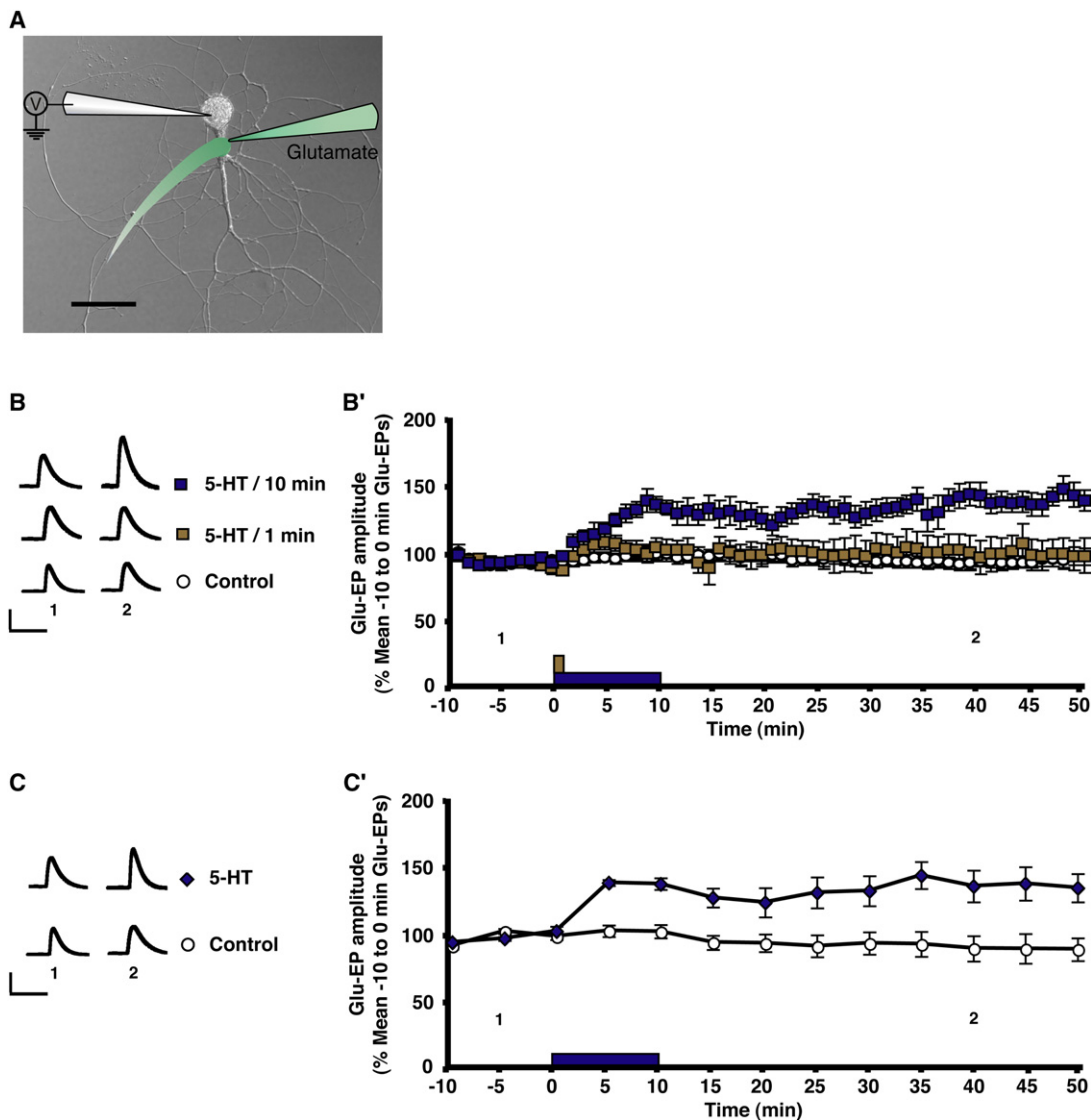 A
V
Glutamate
B
5-HT / 10 min
5-HT / 1 min
Control
1 2
B'
Glu-EP amplitude
(% Mean -10 to 0 min Glu-EPs)
200
150
100
50
0
1 2
-10 -5 0 5 10 15 20 25 30 35 40 45 50
Time (min)
C
5-HT
Control
1 2
C'
Glu-EP amplitude
(% Mean -10 to 0 min Glu-EPs)
200
150
100
50
0
1 2
-10 -5 0 5 10 15 20 25 30 35 40 45 50
Time (min)